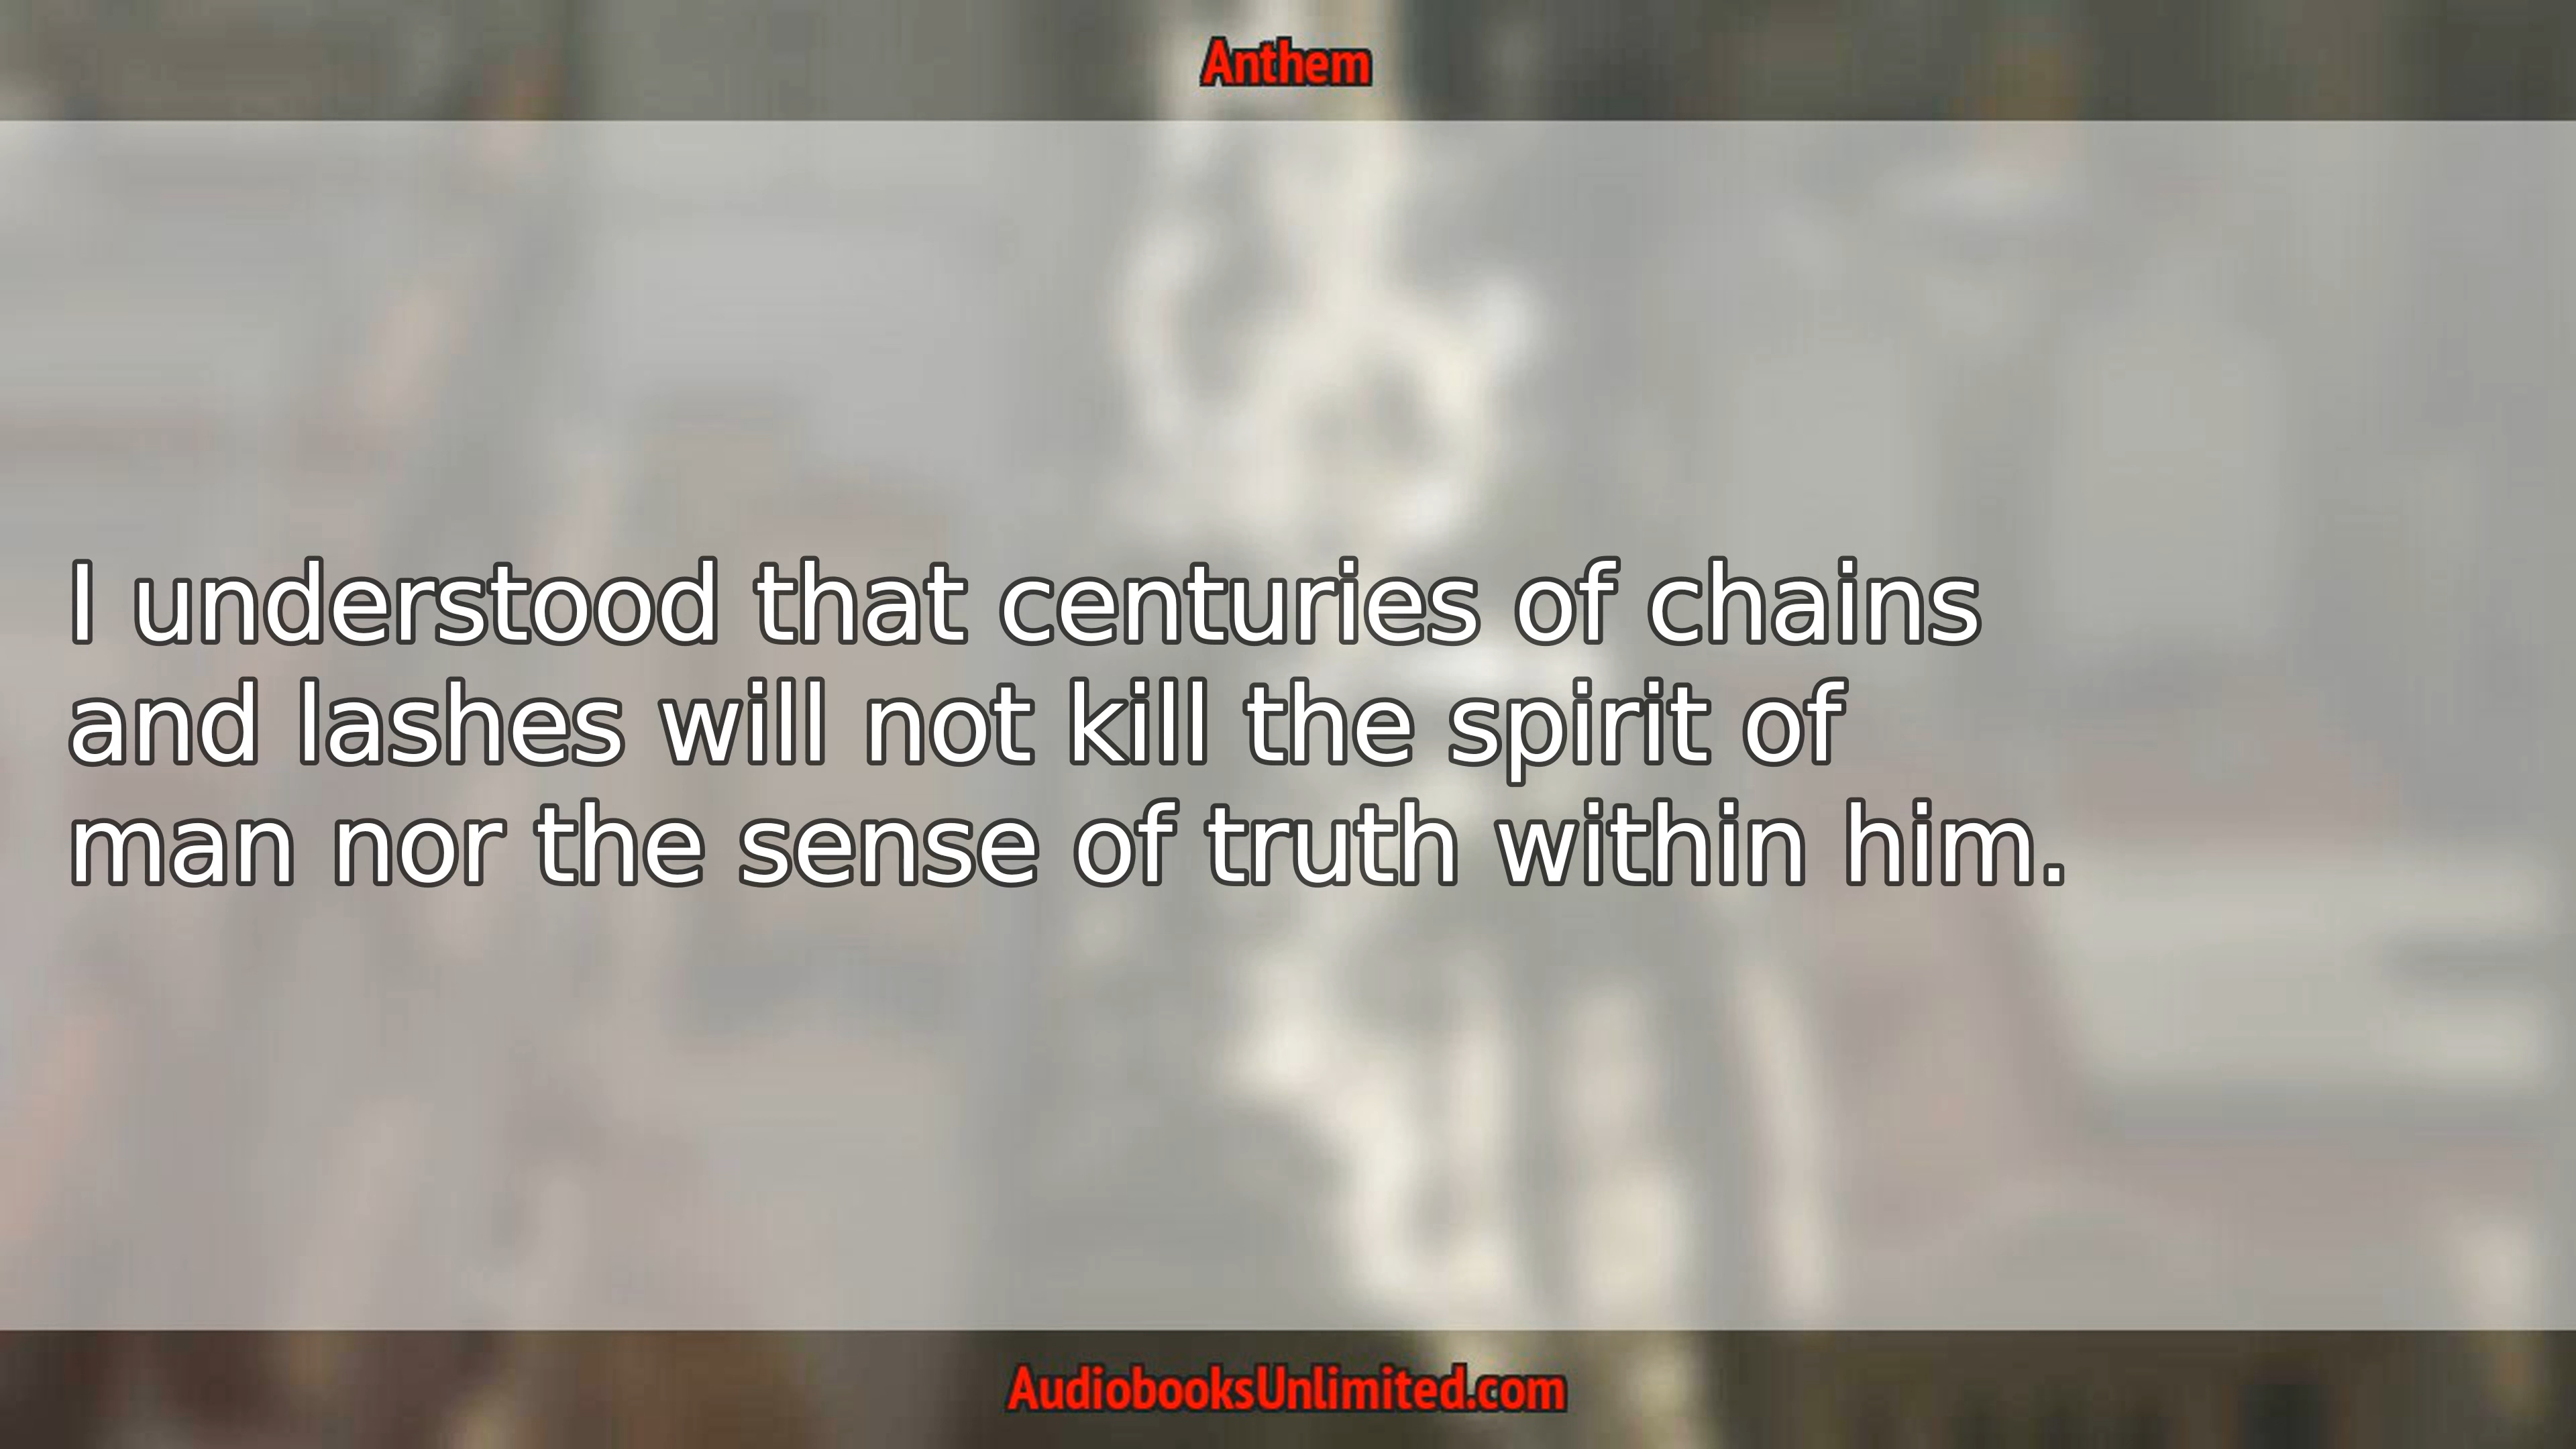 Anthem
I understood that centuries of chains
and lashes will not kill the spirit of
man nor the sense of truth within him.
AudiobooksUnlimited.com